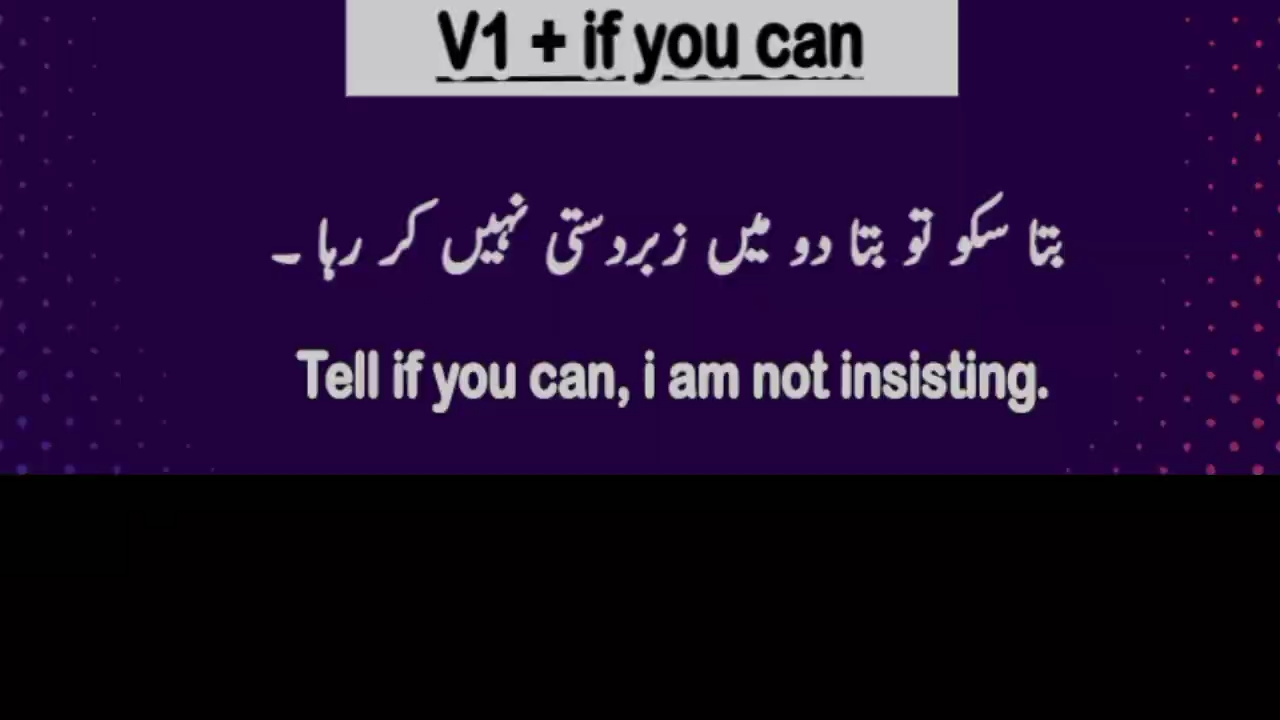 V1 + if you can
بتا سکو تو بتا دو میں زبردستی نہیں کر رہا ۔
Tell if you can, i am not insisting.